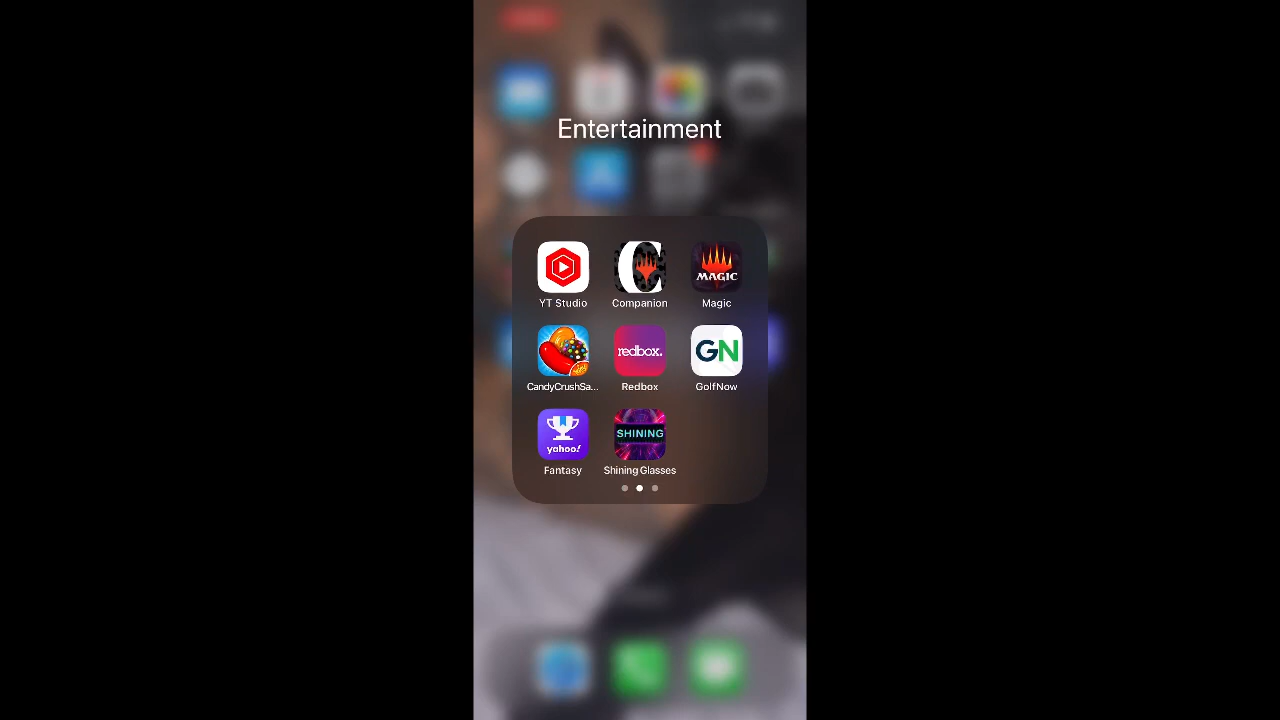 Entertainment
YT Studio
Companion
MAGIC
Magic
CandyCrushSa...
redbox.
Redbox
GN
GolfNow
yahoo!
Fantasy
SHINING
Shining Glasses